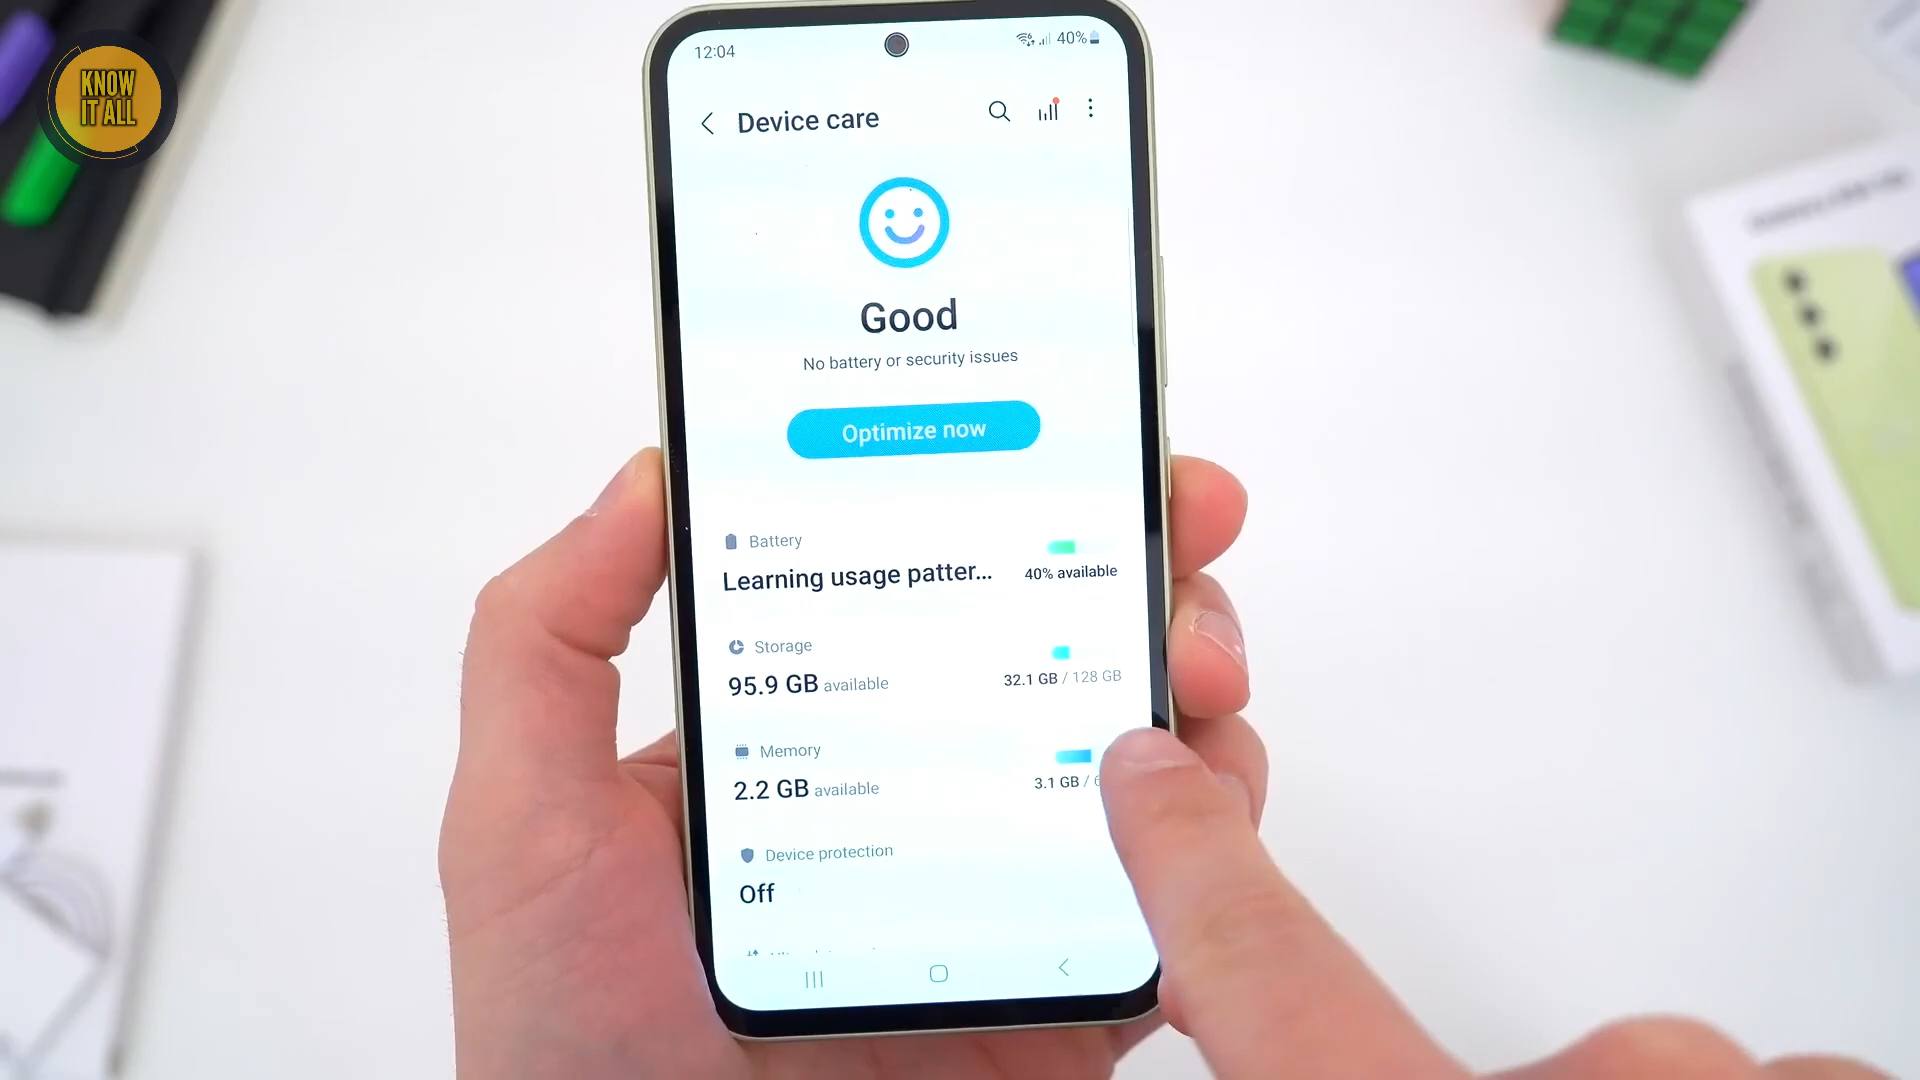 KNOW
IT ALL
12:04
40%
Device care
Good
No battery or security issues
Optimize now
Battery
Learning usage patter...
40% available
Storage
95.9 GB available
32.1 GB / 128 GB
Memory
2.2 GB available
3.1 GB / 6
Device protection
Off